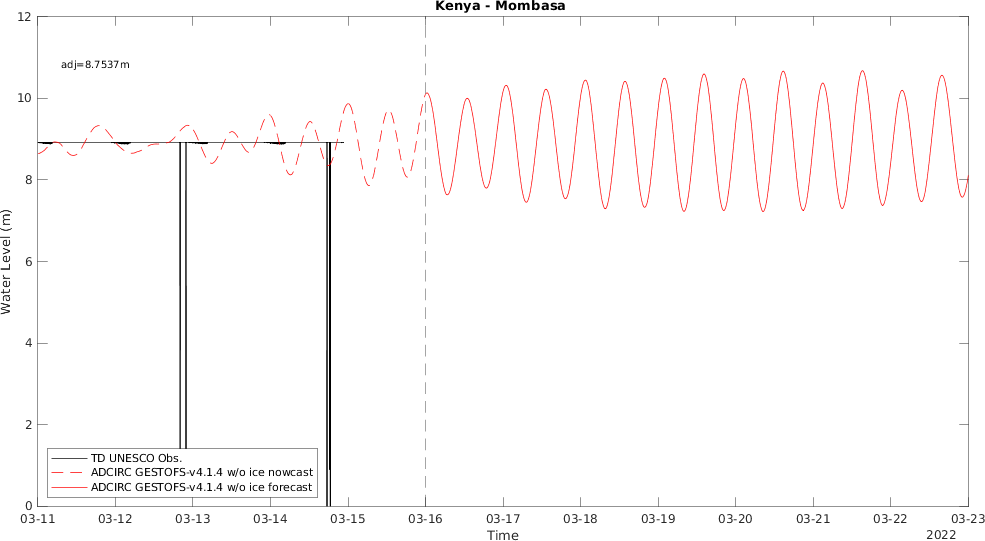 Kenya - Mombasa
12
adj=8.7537m
10
8
6
4
2
0
Water Level (m)
TD UNESCO Obs.
ADCIRC GESTOFS-v4.1.4 w/o ice nowcast
ADCIRC GESTOFS-v4.1.4 w/o ice forecast
03-11 03-12 03-13 03-14 03-15 03-16 03-17 03-18 03-19 03-20 03-21 03-22 03-23
Time
2022